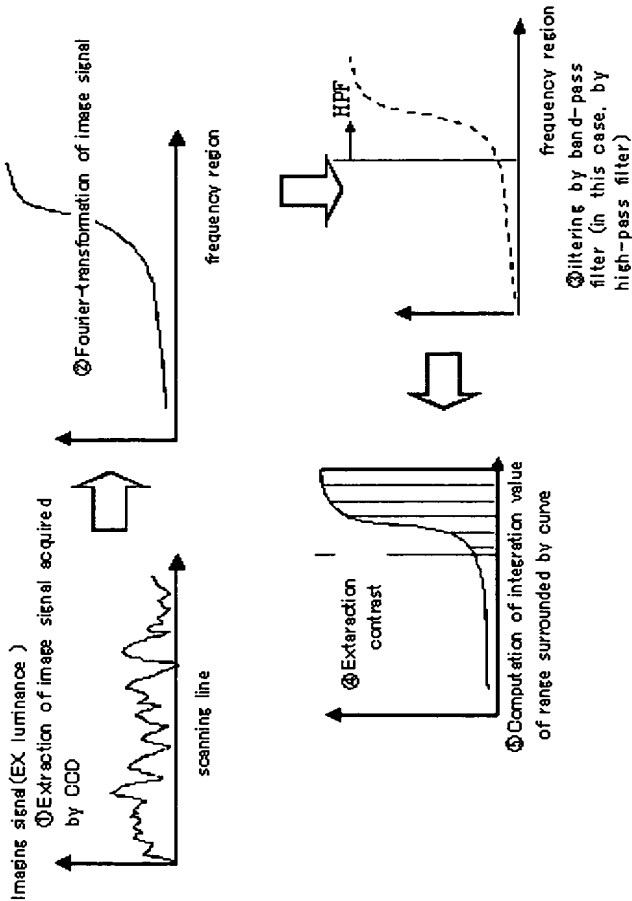 Imaging signal(EX. luminance )
①Extraction of image signal acquired
by CCD
scanning line
②Fourier-transformation of image signal
frequency region
HPF
frequency region
③iltering by band-pass
filter (in this case, by
high-pass filter)
④Extaraction
contrast
⑤Computation of integration value
of range surrounded by curve